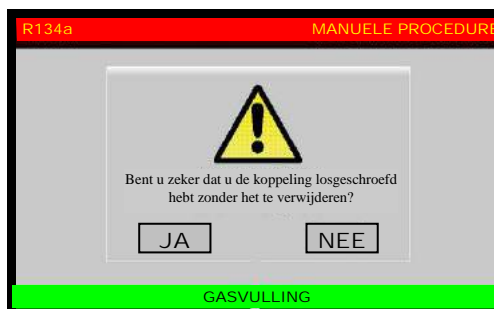 R134a MANUELE PROCEDURE
Bent u zeker dat u de koppeling losgeschroefd
hebt zonder het te verwijderen?
JA NEE
GASVULLING